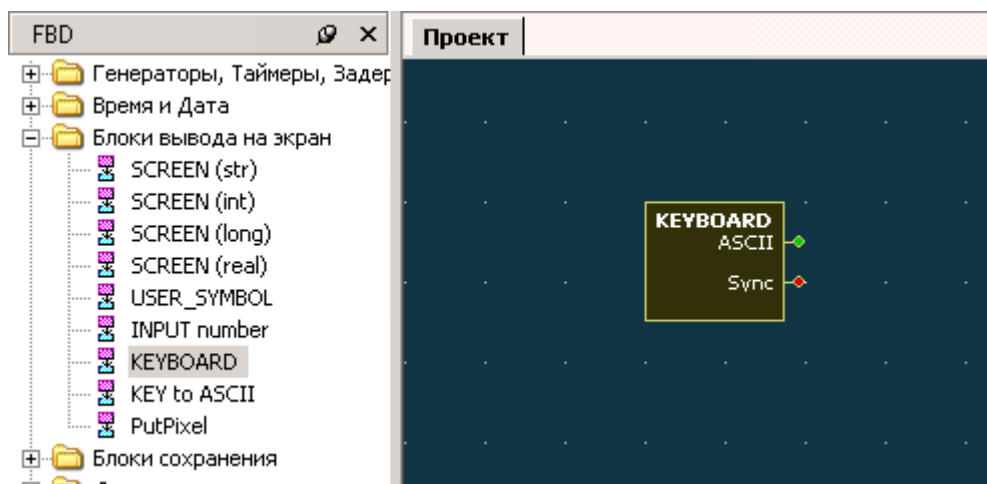 FBD
Проект
Генераторы, Таймеры, Задер
Время и Дата
Блоки вывода на экран
SCREEN (str)
SCREEN (int)
SCREEN (long)
SCREEN (real)
USER_SYMBOL
INPUT number
KEYBOARD
KEY to ASCII
PutPixel
Блоки сохранения
KEYBOARD
ASCII
Sync